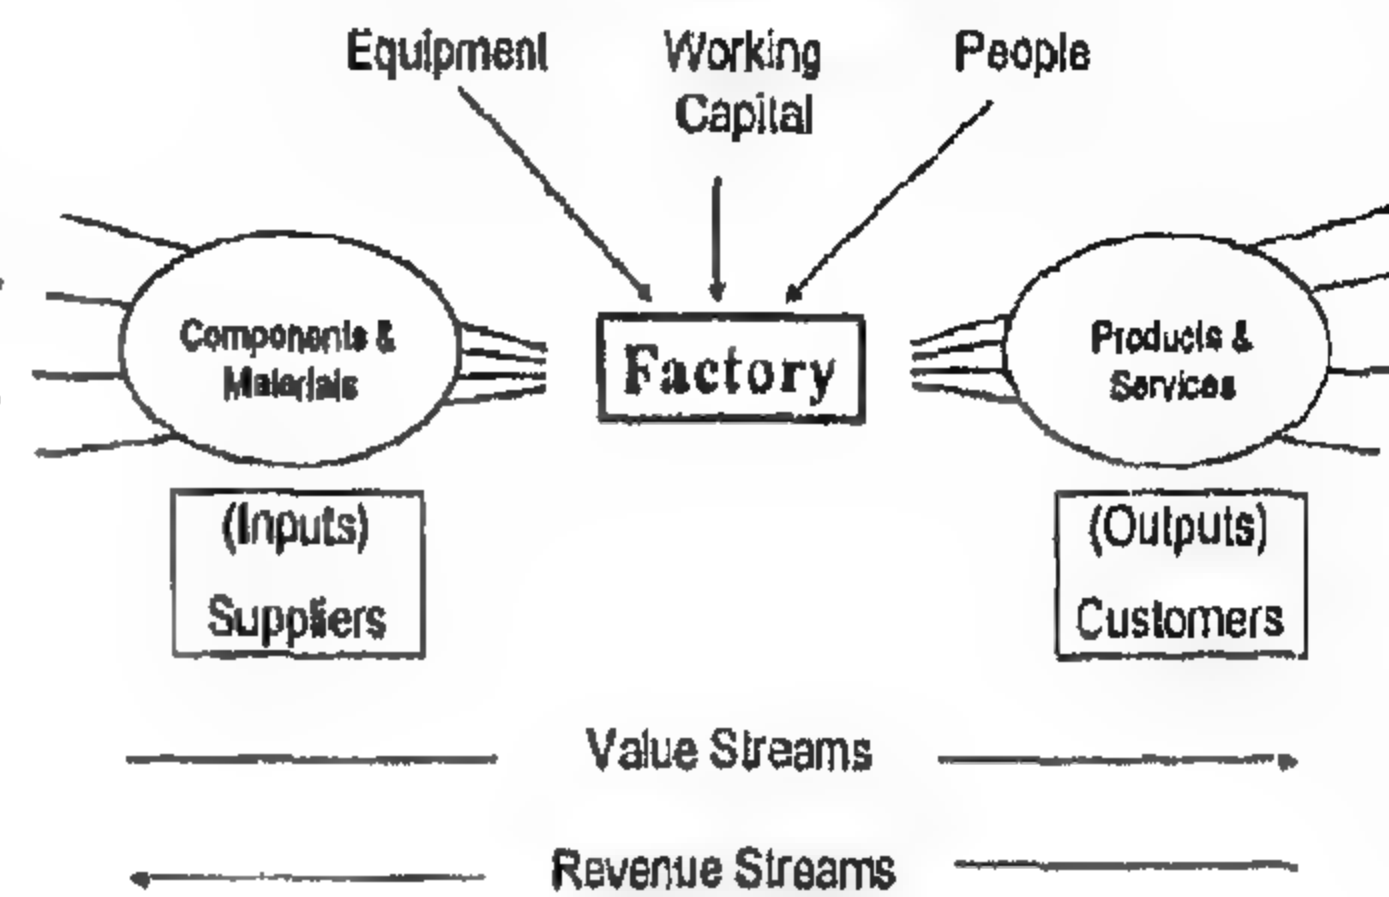 Equipment
Working
Capital
People
Components &
Materials
Factory
Products &
Services
(Inputs)
Suppliers
(Outputs)
Customers
Value Streams
Revenue Streams